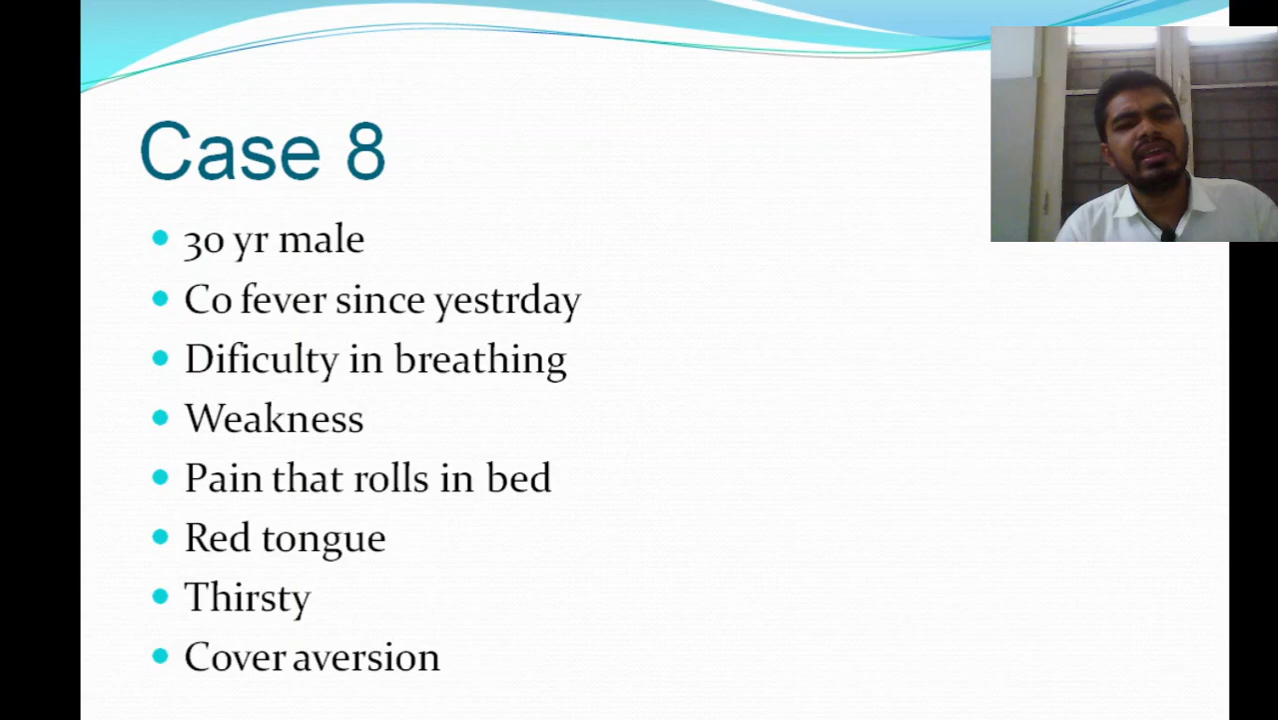 Case 8
30 yr male
Co fever since yestrday
Dificulty in breathing
Weakness
Pain that rolls in bed
Red tongue
Thirsty
Cover aversion